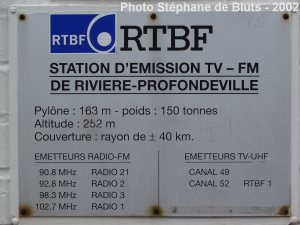 Photo Stéphane de Bluts - 2002
RTBF RTBF
STATION D'EMISSION TV – FM
DE RIVIERE-PROFONDEVILLE
Pylône : 163 m - poids : 150 tonnes
Altitude : 252 m
Couverture : rayon de ± 40 km.
EMETTEURS RADIO-FM EMETTEURS TV-UHF
90.8 MHz RADIO 21 CANAL 49
92.8 MHz RADIO 2 CANAL 52 RTBF 1
98.3 MHz RADIO 3
102.7 MHz RADIO 1